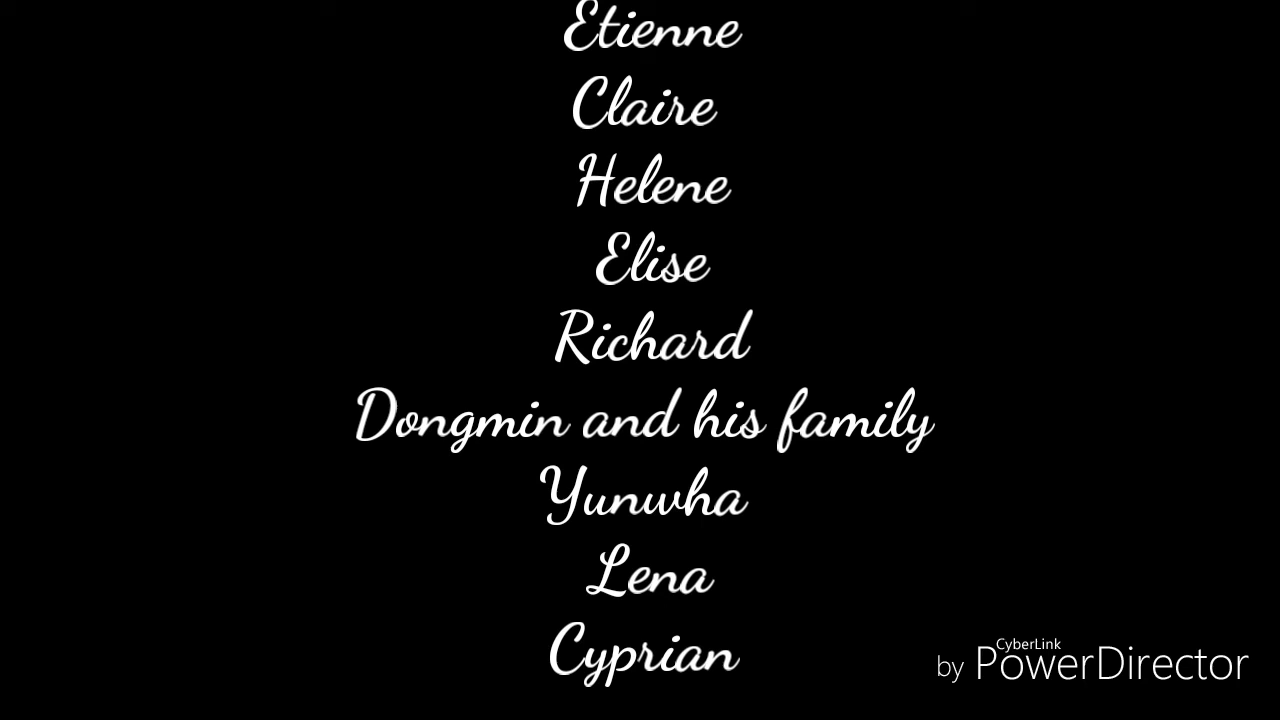 Etienne
Claire
Helene
Elise
Richard
Dongmin and his family
Yunwha
Lena
Cyprian
CyberLink
by PowerDirector